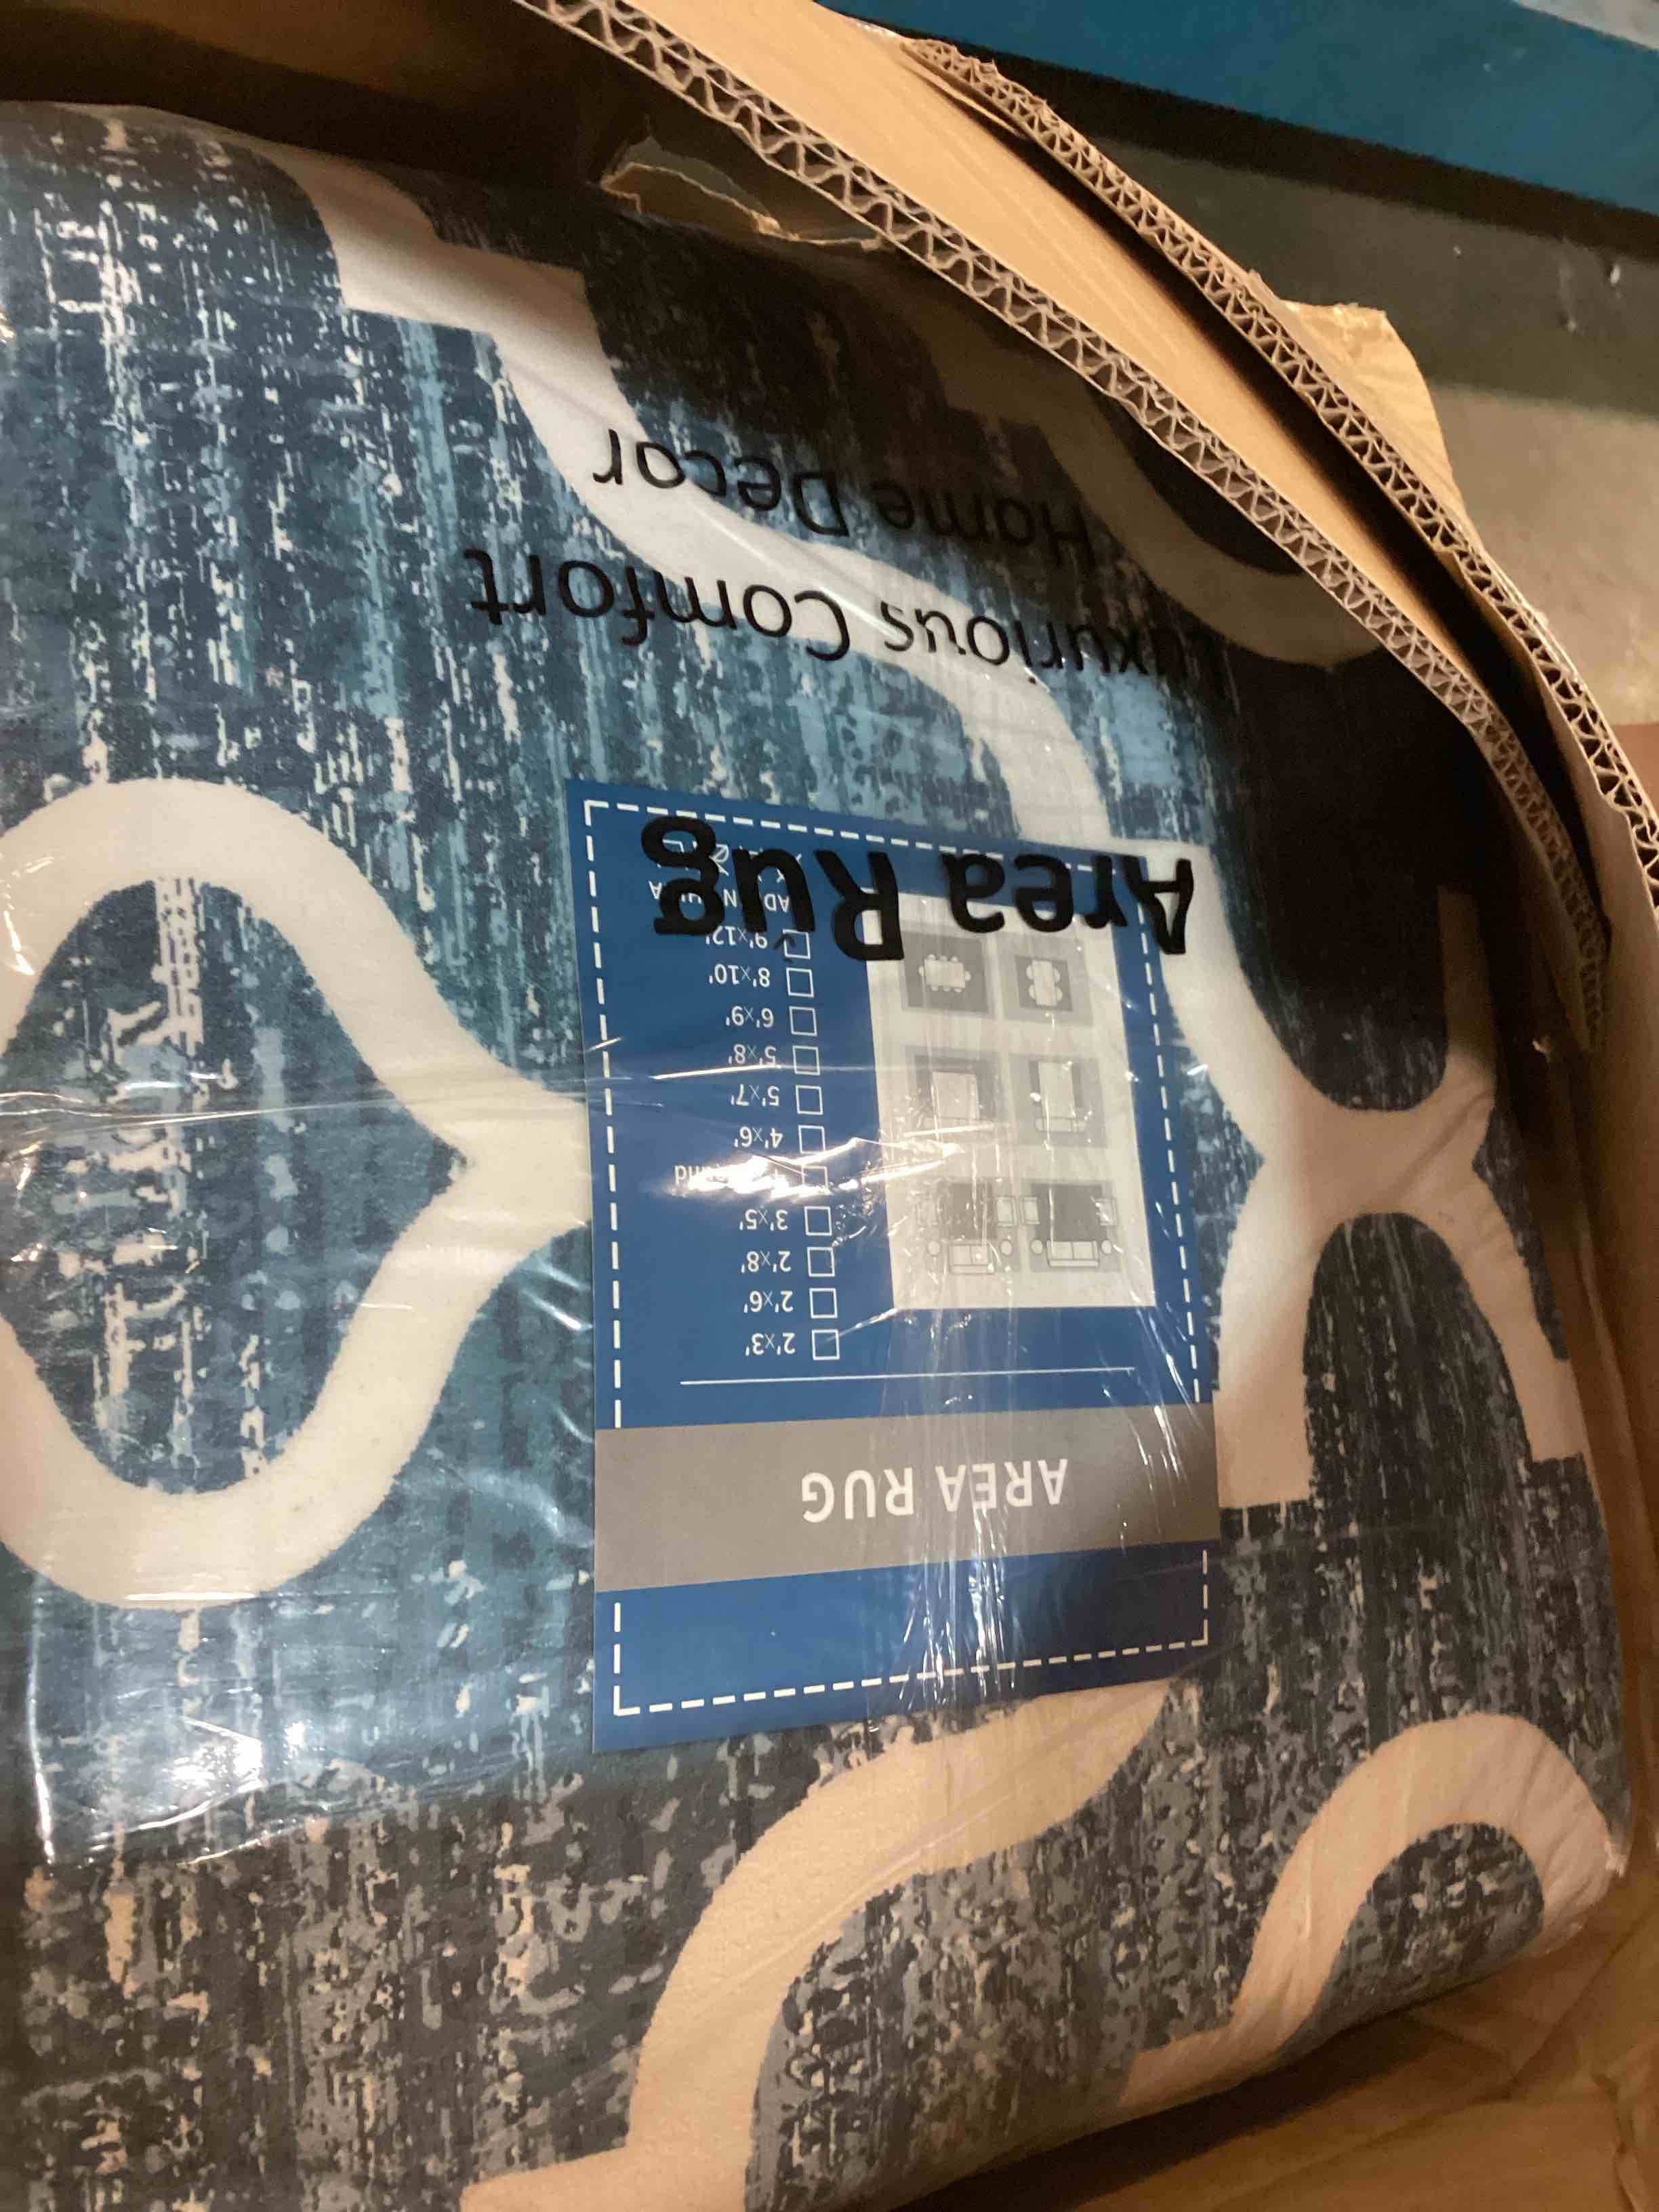 AREA RUG
2'x3'
2'x6'
2'x8'
3'x5'
4'x6'
5'x7'
5'x8'
6'x9'
8'x10'
9'x12'
Area Rug
Luxurious Comfort
Home Decor